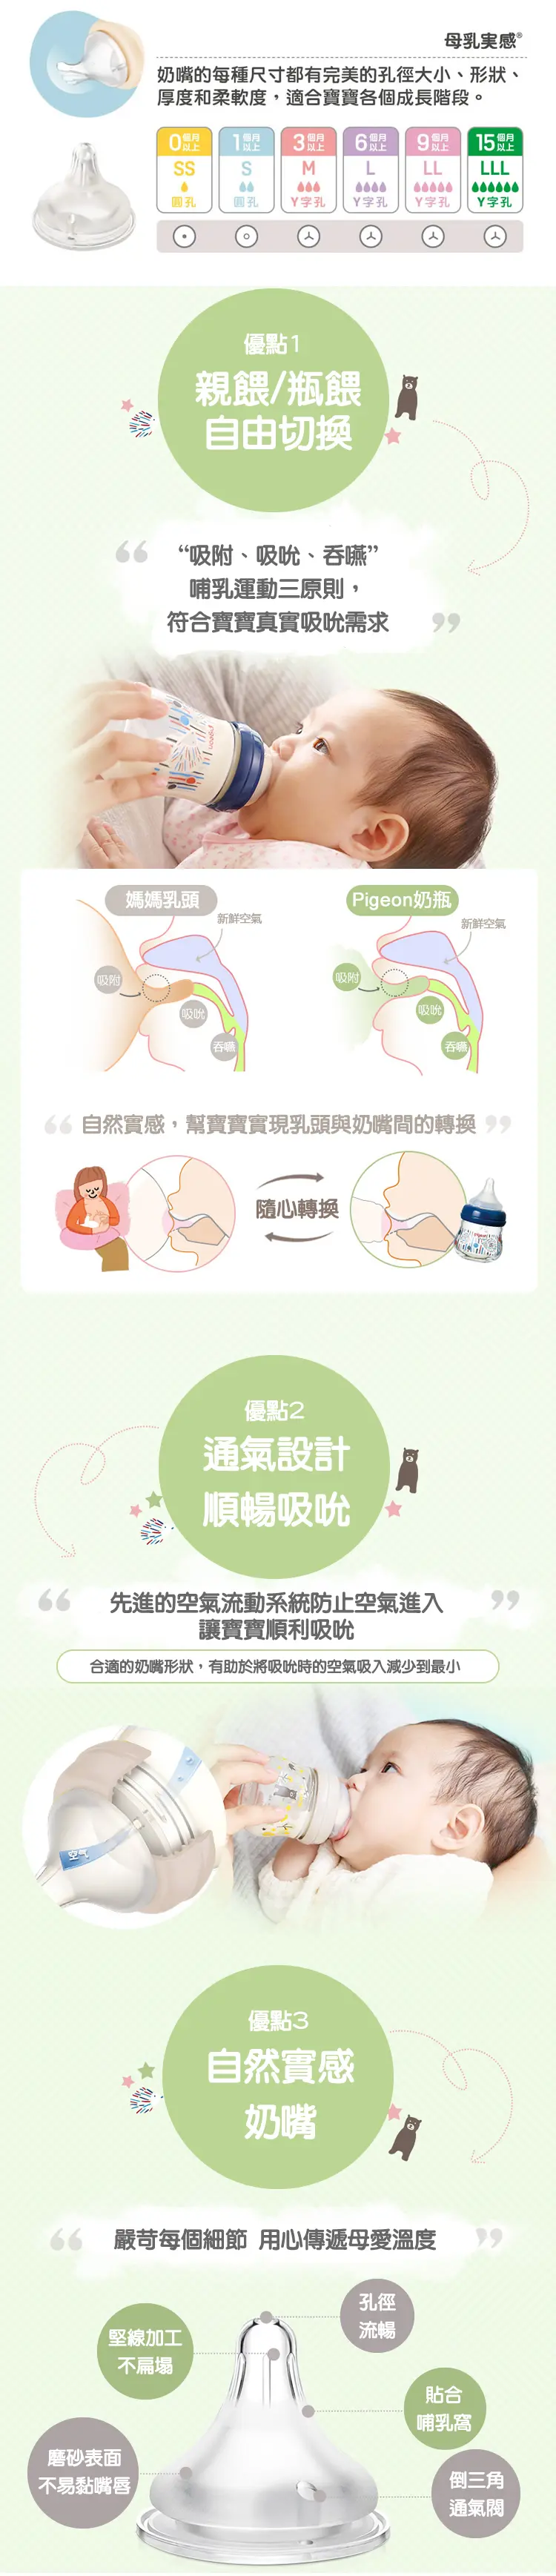 母乳実感®
奶嘴的每種尺寸都有完美的孔徑大小、形狀、
厚度和柔軟度，適合寶寶各個成長階段。
0個月以上
SS
圓孔
1個月以上
S
圓孔
3個月以上
M
Y字孔
6個月以上
L
Y字孔
9個月以上
LL
Y字孔
15個月以上
LLL
Y字孔
優點1
親餵/瓶餵
自由切換
“吸附、吸吮、吞嚥”
哺乳運動三原則，
符合寶寶真實吸吮需求
Pigeon
媽媽乳頭
新鮮空氣
吸附
吸吮
吞嚥
Pigeon奶瓶
新鮮空氣
吸附
吸吮
吞嚥
自然實感，幫寶寶實現乳頭與奶嘴間的轉換
隨心轉換
優點2
通氣設計
順暢吸吮
先進的空氣流動系統防止空氣進入
讓寶寶順利吸吮
合適的奶嘴形狀，有助於將吸吮時的空氣吸入減少到最小
空气
優點3
自然實感
奶嘴
嚴苛每個細節 用心傳遞母愛溫度
孔徑
流暢
堅線加工
不扁塌
貼合
哺乳窩
磨砂表面
不易黏嘴唇
倒三角
通氣閥